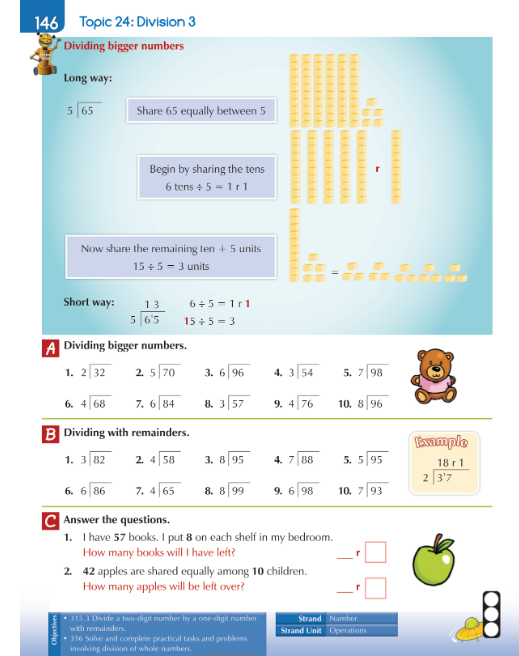 146 Topic 24: Division 3
Dividing bigger numbers
Long way:
5 65
Share 65 equally between 5
Begin by sharing the tens
6 tens ÷ 5 = 1 r 1
r
Now share the remaining ten + 5 units
15 ÷ 5 = 3 units
=
Short way:
1 3
5 6'5
6 ÷ 5 = 1 r 1
15 ÷ 5 = 3
A Dividing bigger numbers.
1. 2 32 2. 5 70 3. 6 96 4. 3 54 5. 7 98
6. 4 68 7. 6 84 8. 3 57 9. 4 76 10. 8 96
B Dividing with remainders.
1. 3 82 2. 4 58 3. 8 95 4. 7 88 5. 5 95
6. 6 86 7. 4 65 8. 8 99 9. 6 98 10. 7 93
Example
18 r 1
2 3'7
C Answer the questions.
1. I have 57 books. I put 8 on each shelf in my bedroom.
How many books will I have left?
__ r
2. 42 apples are shared equally among 10 children.
How many apples will be left over?
__ r
Objectives
• 315.3 Divide a two-digit number by a one-digit number
with remainders.
• 316 Solve and complete practical tasks and problems
involving division of whole numbers.
Strand Number
Strand Unit Operations